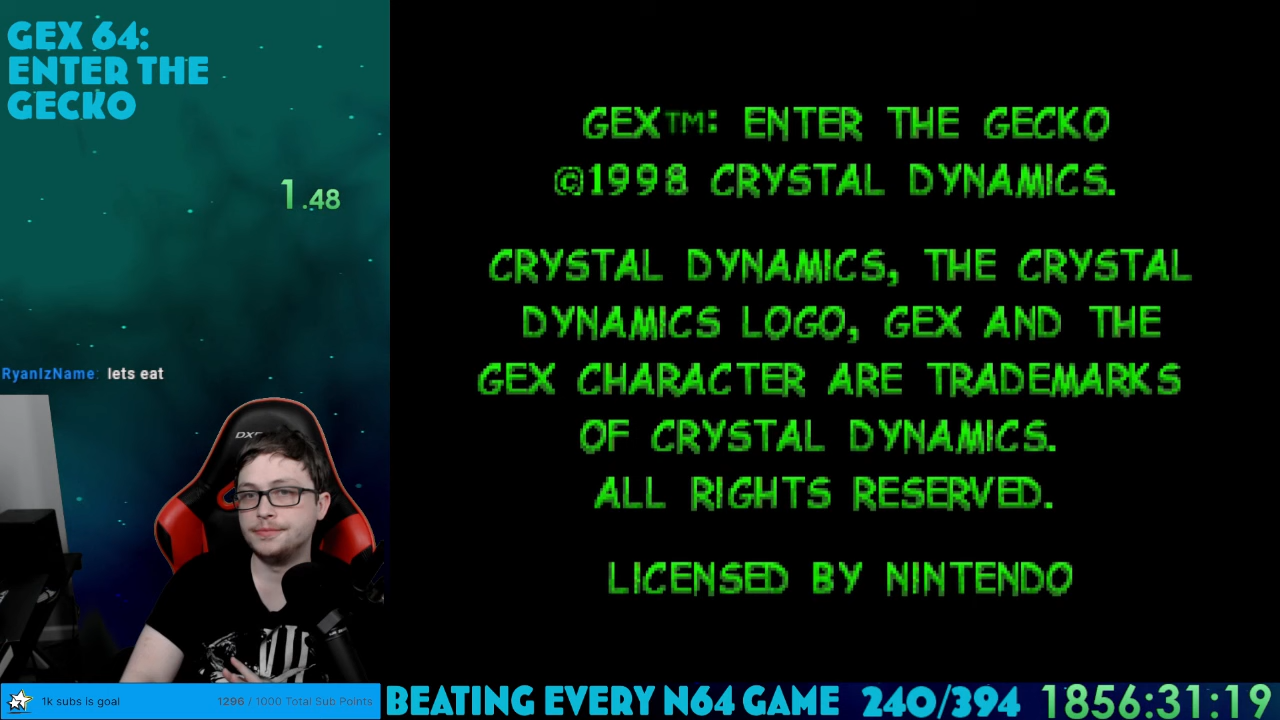 GEX 64:
ENTER THE
GECKO
1.48
RyanIzName: lets eat
DXR
1k subs is goal
1296 / 1000 Total Sub Points
GEX™: ENTER THE GECKO
©1998 CRYSTAL DYNAMICS.
CRYSTAL DYNAMICS, THE CRYSTAL
DYNAMICS LOGO, GEX AND THE
GEX CHARACTER ARE TRADEMARKS
OF CRYSTAL DYNAMICS.
ALL RIGHTS RESERVED.
LICENSED BY NINTENDO
BEATING EVERY N64 GAME 240/394 1856:31:19